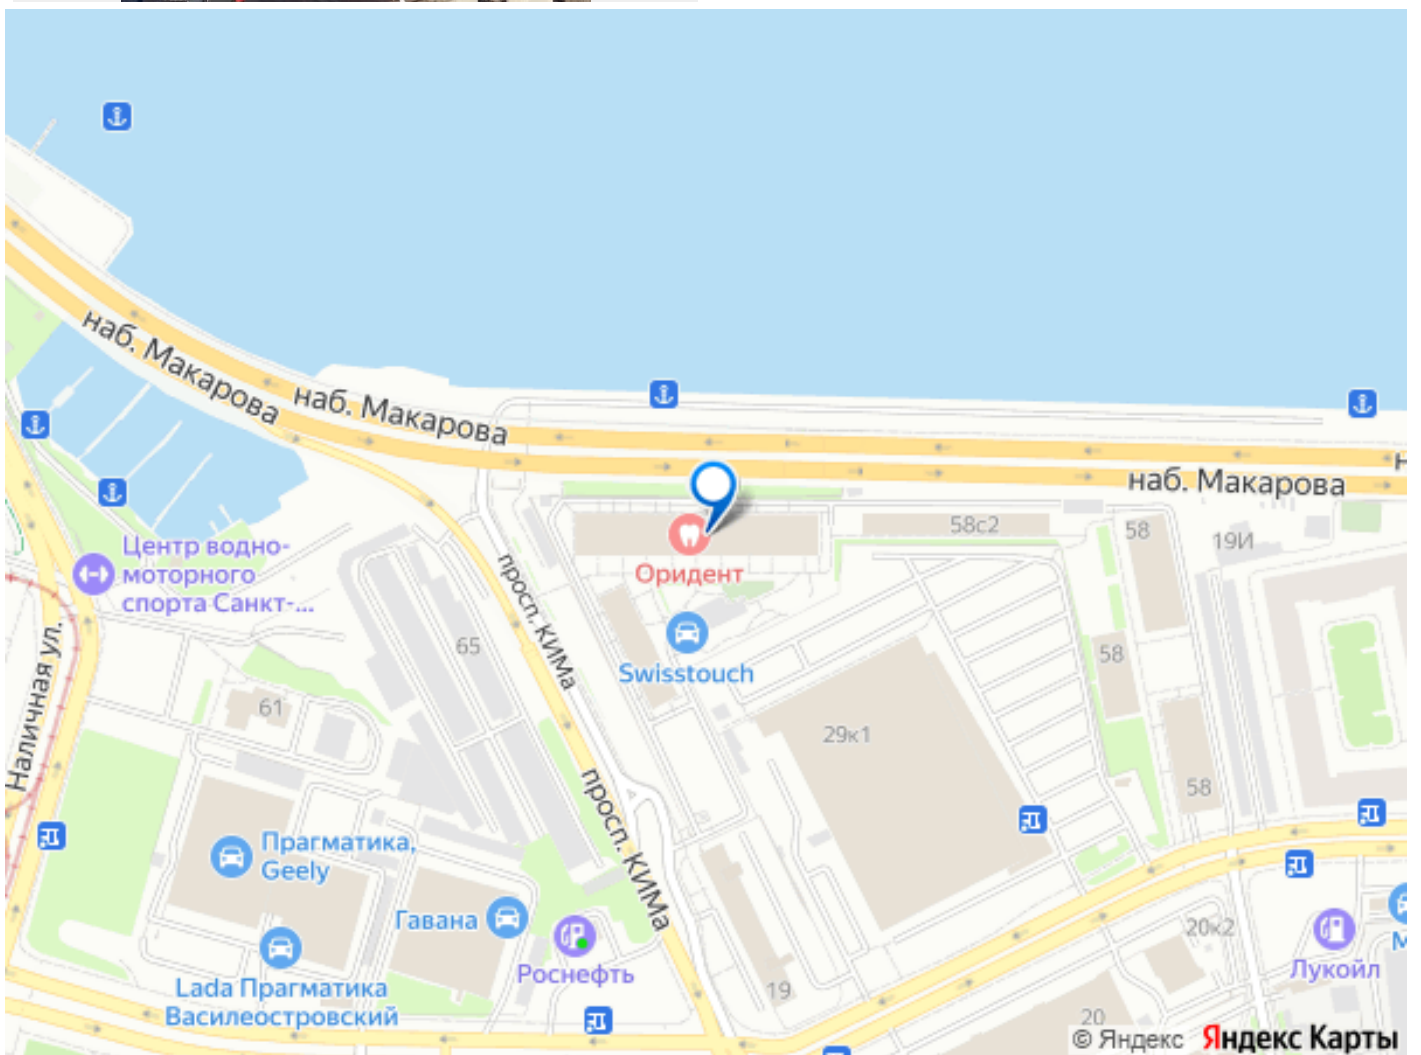 наб. Макарова
наб. Макарова
наб. Макарова
58с2
58
19И
Оридент
Центр водно-
моторного
спорта Санкт-...
просп. КИМа
Наличная ул.
65
58
Swisstouch
61
29к1
58
просп. КИМа
Прагматика,
Geely
Гавана
20к2
Роснефть
Лукойл
Lada Прагматика
Василеостровский
19
20
© Яндекс Яндекс Карты